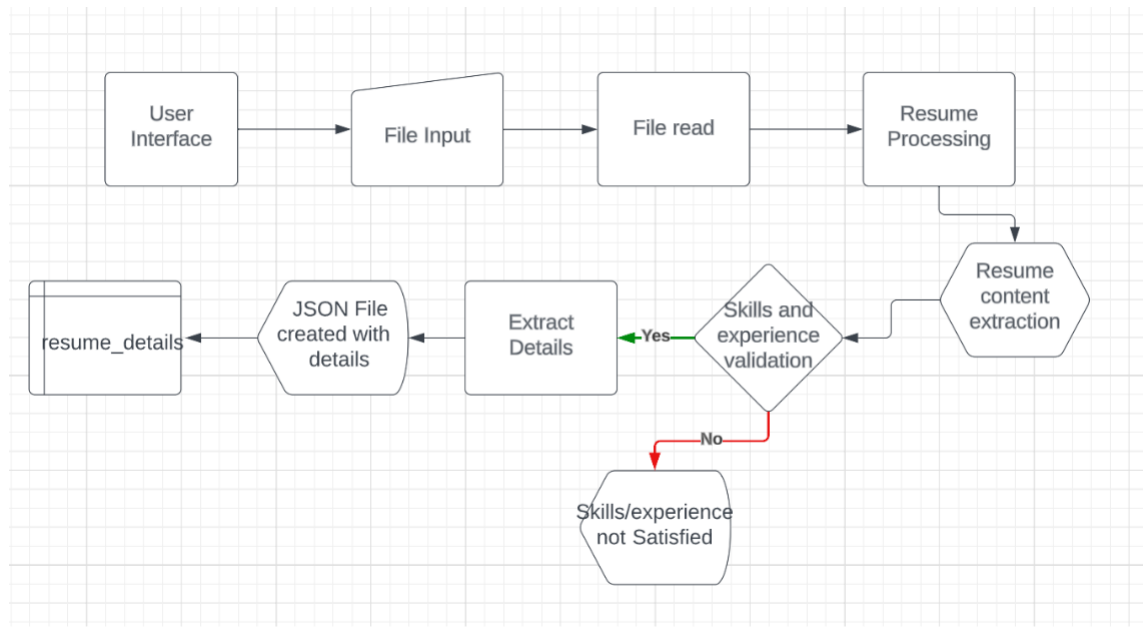 User
Interface
File Input
File read
Resume
Processing
Resume
content
extraction
Skills and
experience
validation
Yes
Extract
Details
JSON File
created with
details
resume_details
No
Skills/experience
not Satisfied